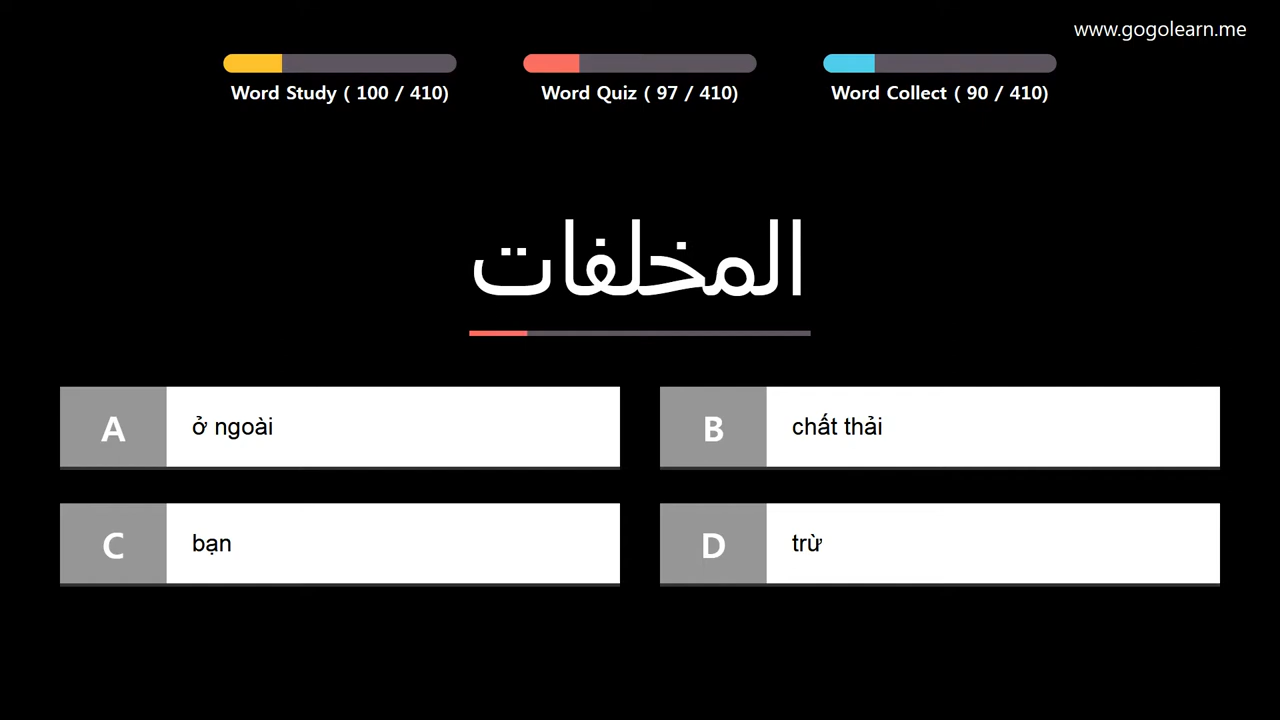 www.gogolearn.me
Word Study ( 100 / 410)
Word Quiz ( 97 / 410)
Word Collect ( 90 / 410)
المخلفات
A
ở ngoài
B
chất thải
C
bạn
D
trừ